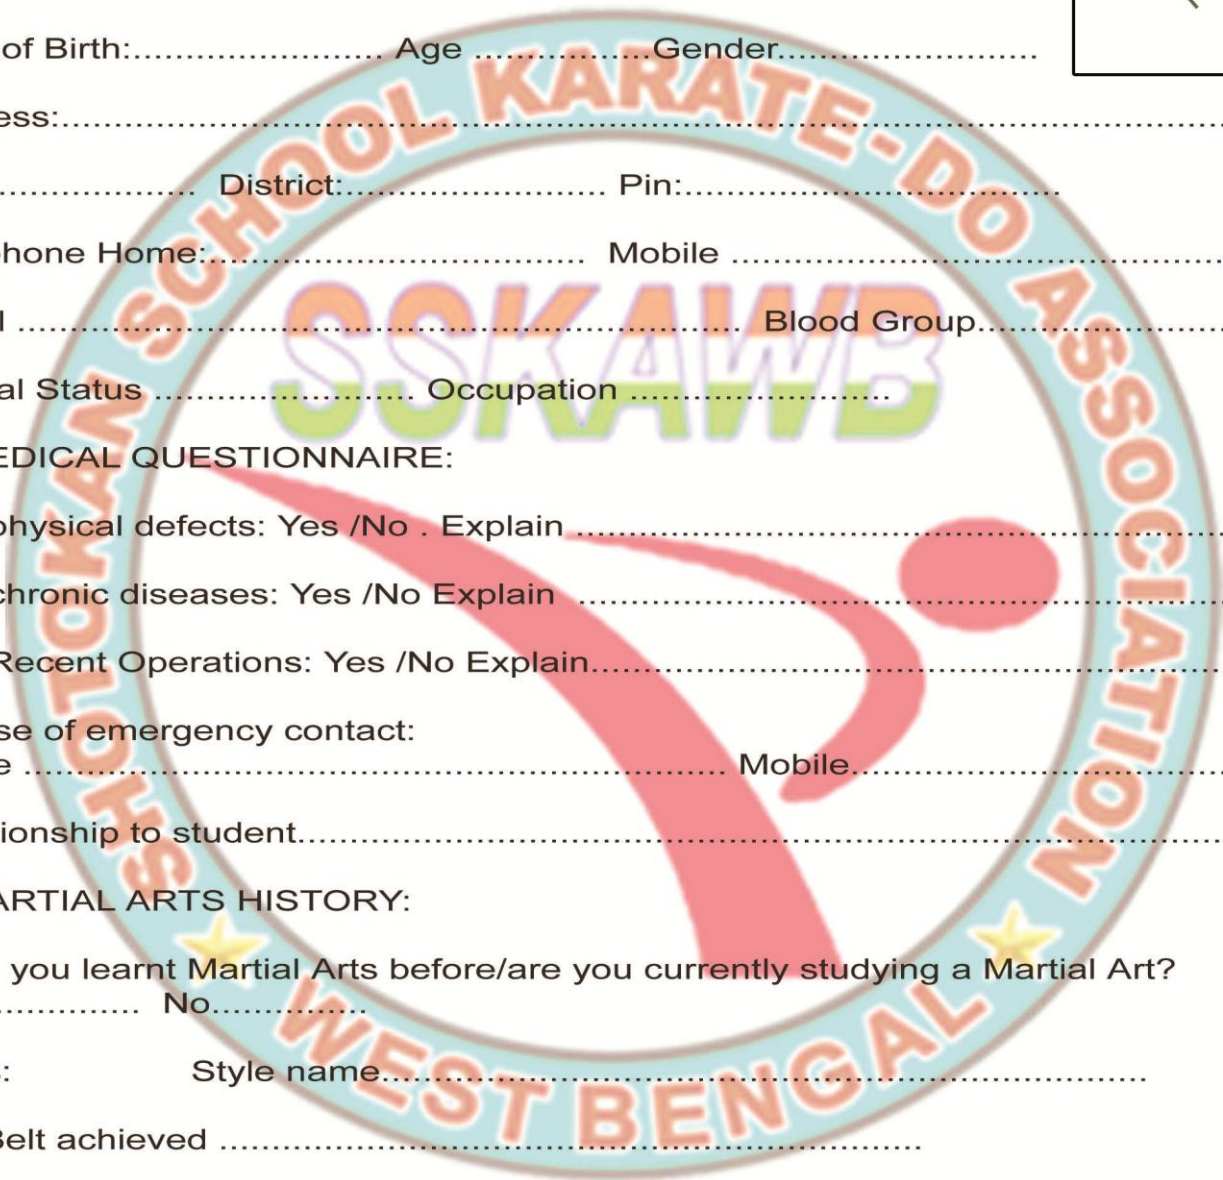 of Birth:........................ Age .................Gender.........................
ess:..............................................................................................................
................... District:......................... Pin:....................................
hone Home:.................................... Mobile ...............................................
l ...................................................................... Blood Group........................
al Status ......................... Occupation .........................
EDICAL QUESTIONNAIRE:
physical defects: Yes /No . Explain ..............................................................
chronic diseases: Yes /No Explain ..............................................................
Recent Operations: Yes /No Explain.............................................................
se of emergency contact:
e .................................................................... Mobile....................................
ionship to student.........................................................................................
ARTIAL ARTS HISTORY:
you learnt Martial Arts before/are you currently studying a Martial Art?
.............. No...............
s: Style name..........................................................................
Belt achieved ....................................................................
SHOTOKAN SCHOOL KARATE-DO ASSOCIATION
SSKAWB
WEST BENGAL